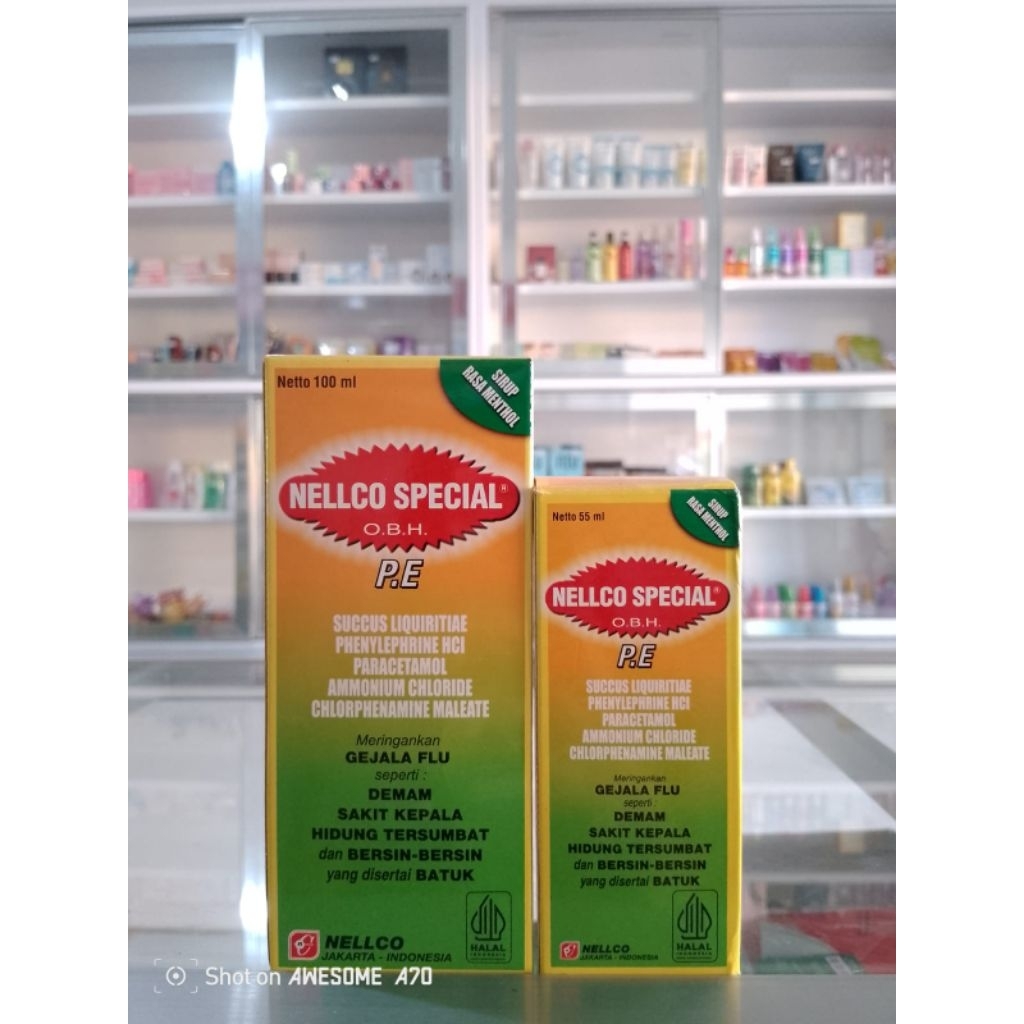 Netto 100 ml
SIRUP
RASA MENTHOL
NELLCO SPECIAL®
O.B.H.
P.E
SUCCUS LIQUIRITIAE
PHENYLEPHRINE HCl
PARACETAMOL
AMMONIUM CHLORIDE
CHLORPHENAMINE MALEATE
Meringankan
GEJALA FLU
seperti :
DEMAM
SAKIT KEPALA
HIDUNG TERSUMBAT
dan BERSIN-BERSIN
yang disertai BATUK
HALAL
INDONESIA
NELLCO
JAKARTA - INDONESIA
Netto 55 ml
SIRUP
RASA MENTHOL
NELLCO SPECIAL®
O.B.H.
P.E
SUCCUS LIQUIRITIAE
PHENYLEPHRINE HCl
PARACETAMOL
AMMONIUM CHLORIDE
CHLORPHENAMINE MALEATE
Meringankan
GEJALA FLU
seperti :
DEMAM
SAKIT KEPALA
HIDUNG TERSUMBAT
dan BERSIN-BERSIN
yang disertai BATUK
HALAL
INDONESIA
NELLCO
JAKARTA - INDONESIA
Shot on AWESOME A70